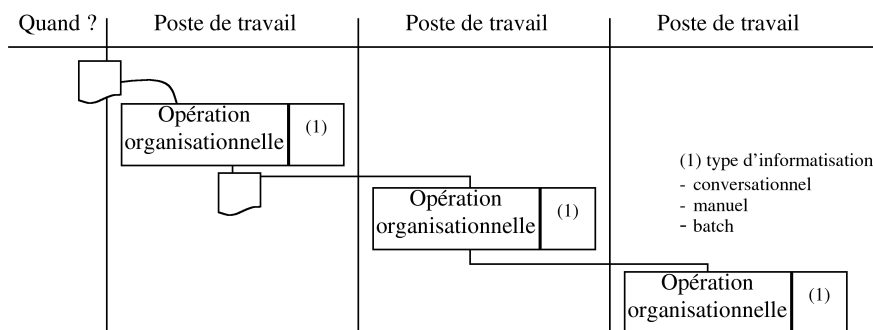 Quand ? Poste de travail Poste de travail Poste de travail
Opération
organisationnelle
(1)
Opération
organisationnelle
(1)
(1) type d’informatisation
- conversationnel
- manuel
- batch
Opération
organisationnelle
(1)